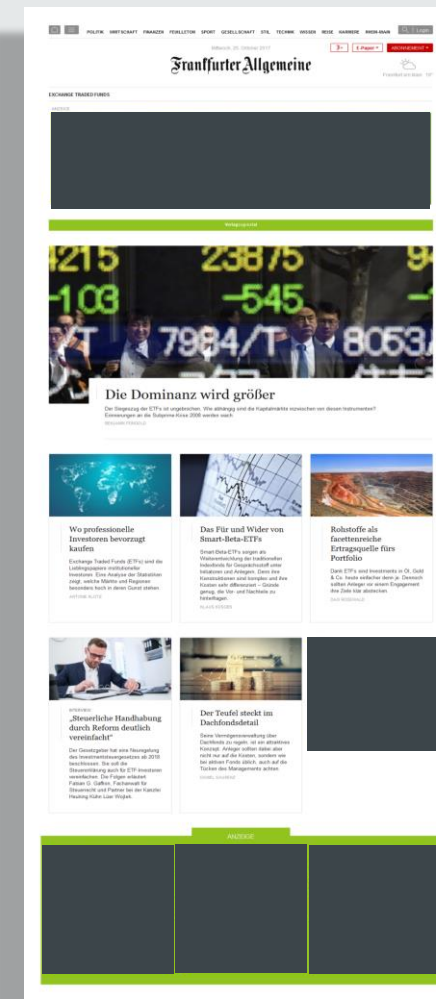 POLITIK WIRTSCHAFT FINANZEN FEUILLETON SPORT GESELLSCHAFT STIL TECHNIK WISSEN REISE KARRIERE RHEIN-MAIN Login
Mittwoch, 25. Oktober 2017
E-Paper
ABONNEMENT
Frankfurter Allgemeine
Frankfurt am Main
EXCHANGE TRADED FUNDS
ANZEIGE
Verlagsspezial
4215 23875 9
-103 -545 -
/T 7984/T 8053
Die Dominanz wird größer
Der Siegeszug der ETFs ist ungebrochen. Wie abhängig sind die Kapitalmärkte inzwischen von diesen Instrumenten?
Erinnerungen an die Subprime-Krise 2008 werden wach
Wo professionelle
Investoren bevorzugt
kaufen
Exchange Traded Funds (ETFs) sind die
Lieblingspapiere institutioneller
Investoren. Eine Analyse der Statistiken
zeigt, welche Märkte und Regionen
besonders hoch in deren Gunst stehen.
Das Für und Wider von
Smart-Beta-ETFs
Smart-Beta-ETFs sorgen als
Weiterentwicklung der traditionellen
Indexfonds für Gesprächsstoff unter
Initiatoren und Anlegern. Denn ihre
Konstruktionen sind komplex und ihre
Kosten sehr differenziert – Gründe
genug, die Vor- und Nachteile zu
hinterfragen.
Rohstoffe als
facettenreiche
Ertragsquelle fürs
Portfolio
Dank ETFs sind Investments in Öl, Gold
& Co. heute einfacher denn je. Dennoch
sollten Anleger vor einem Engagement
ihre Ziele klar abstecken.
„Steuerliche Handhabung
durch Reform deutlich
vereinfacht“
Der Gesetzgeber hat eine Neuregelung
des Investmentsteuergesetzes ab 2018
beschlossen. Sie soll die
Steuererklärung auch für ETF-Investoren
vereinfachen. Die Folgen erläutert
Fabian G. Gaffron, Fachanwalt für
Steuerrecht und Partner bei der Kanzlei
Heuking Kühn Lüer Wojtek.
Der Teufel steckt im
Dachfondsdetail
Seine Vermögensverwaltung über
Dachfonds zu regeln, ist ein attraktives
Konzept. Anleger sollten dabei aber
nicht nur auf die Kosten, sondern wie
bei aktiven Fonds üblich, auch auf die
Tücken des Managements achten.
ANZEIGE